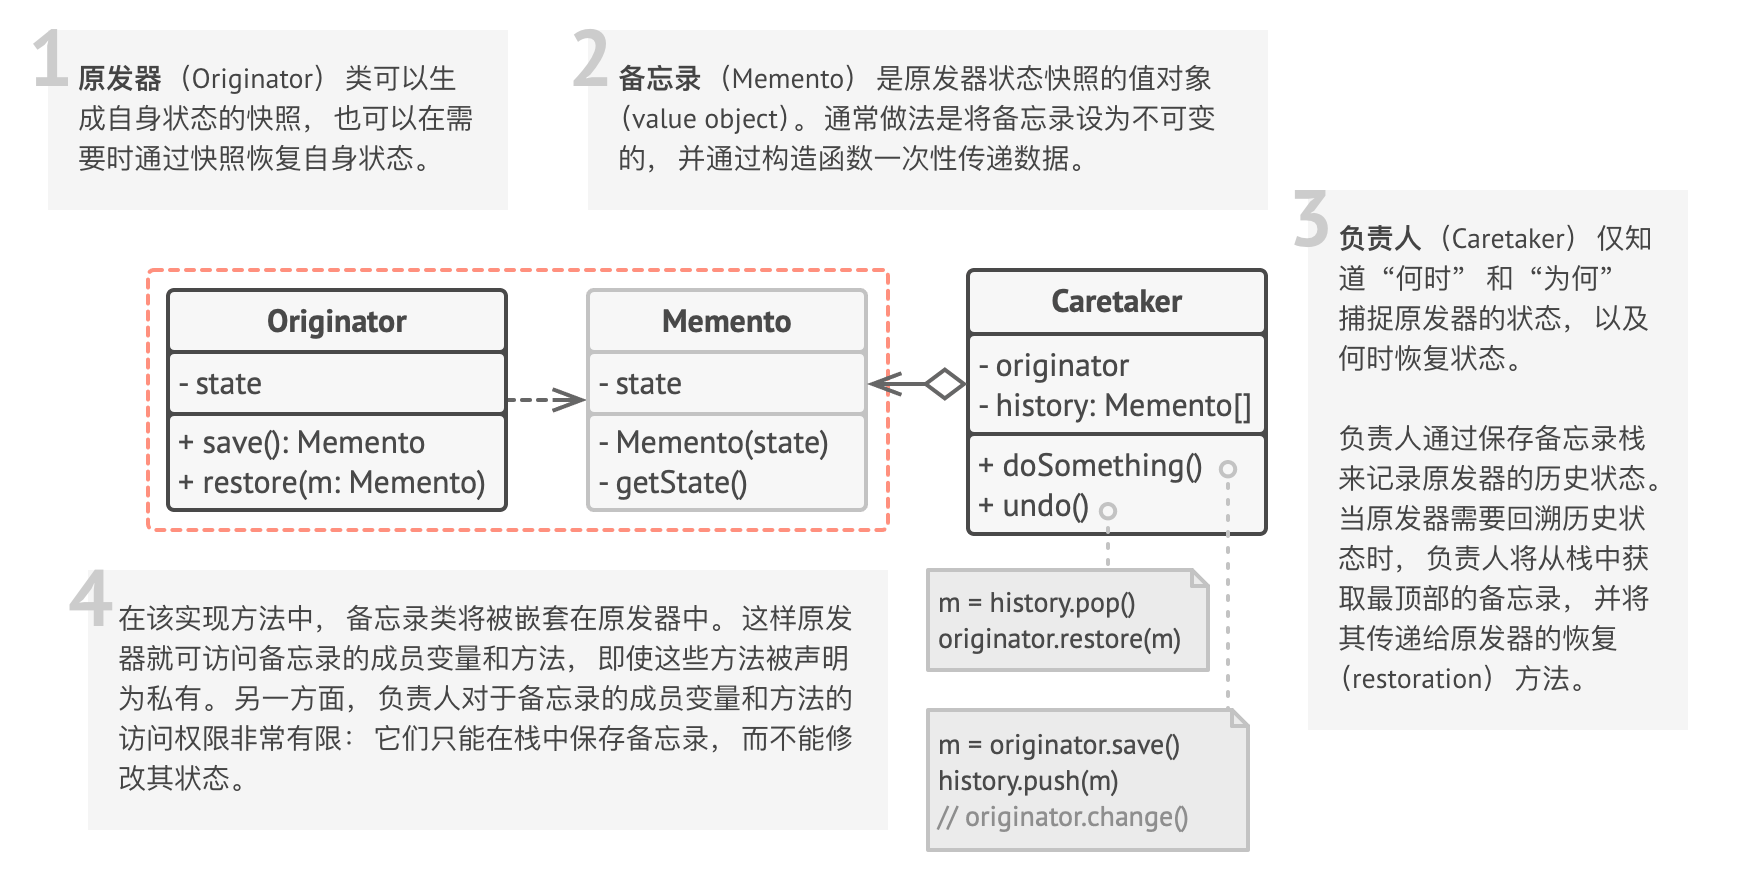 1
原发器（Originator） 类可以生
成自身状态的快照， 也可以在需
要时通过快照恢复自身状态。
2
备忘录（Memento） 是原发器状态快照的值对象
（value object）。 通常做法是将备忘录设为不可变
的， 并通过构造函数一次性传递数据。
3
负责人（Caretaker） 仅知
道 “何时” 和 “为何”
捕捉原发器的状态， 以及
何时恢复状态。
负责人通过保存备忘录栈
来记录原发器的历史状态。
当原发器需要回溯历史状
态时， 负责人将从栈中获
取最顶部的备忘录， 并将
其传递给原发器的恢复
（restoration） 方法。
Originator
- state
+ save(): Memento
+ restore(m: Memento)
Memento
- state
- Memento(state)
- getState()
Caretaker
- originator
- history: Memento[]
+ doSomething()
+ undo()
4
在该实现方法中， 备忘录类将被嵌套在原发器中。 这样原发
器就可访问备忘录的成员变量和方法， 即使这些方法被声明
为私有。 另一方面， 负责人对于备忘录的成员变量和方法的
访问权限非常有限： 它们只能在栈中保存备忘录， 而不能修
改其状态。
m = history.pop()
originator.restore(m)
m = originator.save()
history.push(m)
// originator.change()